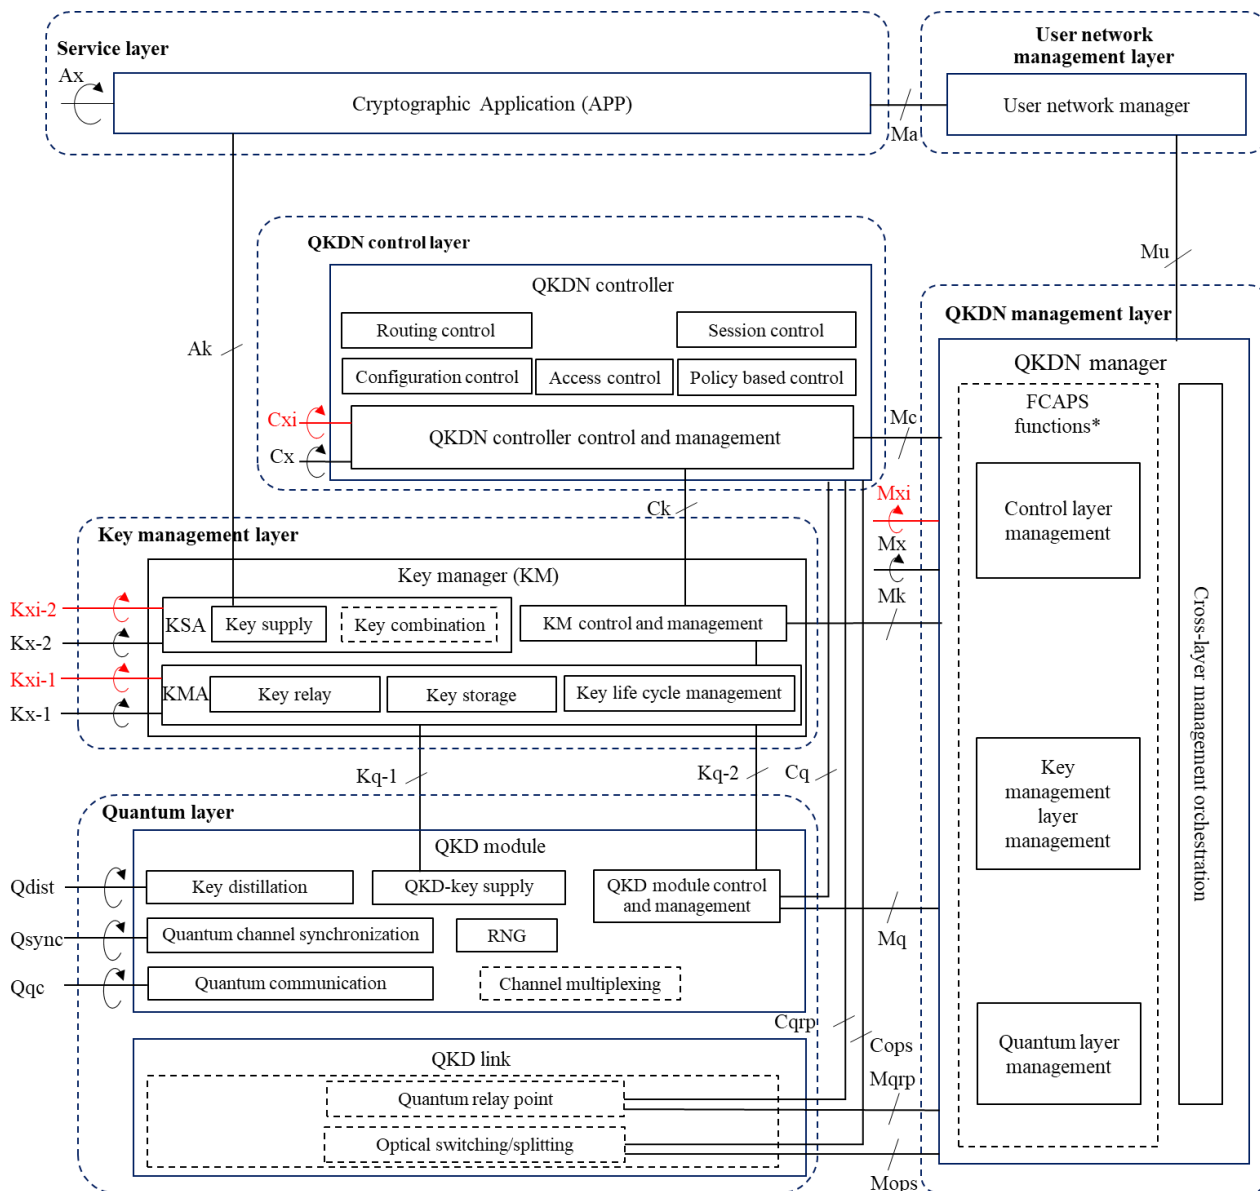 Service layer
Ax
Cryptographic Application (APP)
Ma
User network
management layer
User network manager
Mu
QKDN control layer
QKDN controller
Routing control
Session control
Configuration control
Access control
Policy based control
Cxi
Cx
QKDN controller control and management
Ak
Mc
Ck
QKDN management layer
QKDN manager
FCAPS
functions*
Control layer
management
Key
management
layer
management
Quantum layer
management
Cross-layer management orchestration
Mxi
Mx
Mk
Key management layer
Key manager (KM)
Kxi-2
Kx-2
KSA
Key supply
Key combination
KM control and management
Kxi-1
Kx-1
KMA
Key relay
Key storage
Key life cycle management
Kq-1
Kq-2
Cq
Quantum layer
QKD module
Qdist
Key distillation
QKD-key supply
QKD module control
and management
Mq
Qsync
Quantum channel synchronization
RNG
Qqc
Quantum communication
Channel multiplexing
Cqrp
Cops
Mqrp
QKD link
Quantum relay point
Optical switching/splitting
Mops